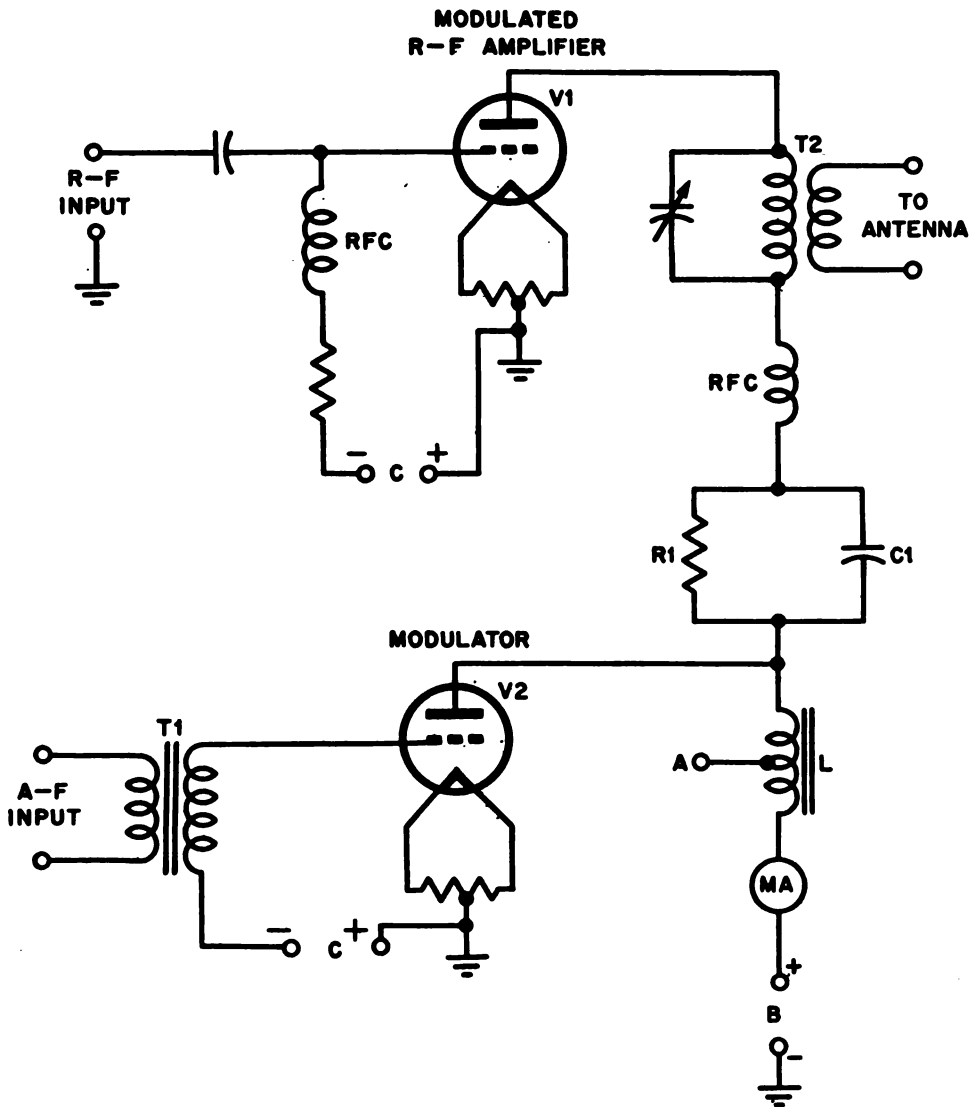 MODULATED
R-F AMPLIFIER
V1
T2
R-F
INPUT
RFC
TO
ANTENNA
RFC
- C +
R1
C1
MODULATOR
V2
T1
A-F
INPUT
A
L
MA
- C +
+
B
-